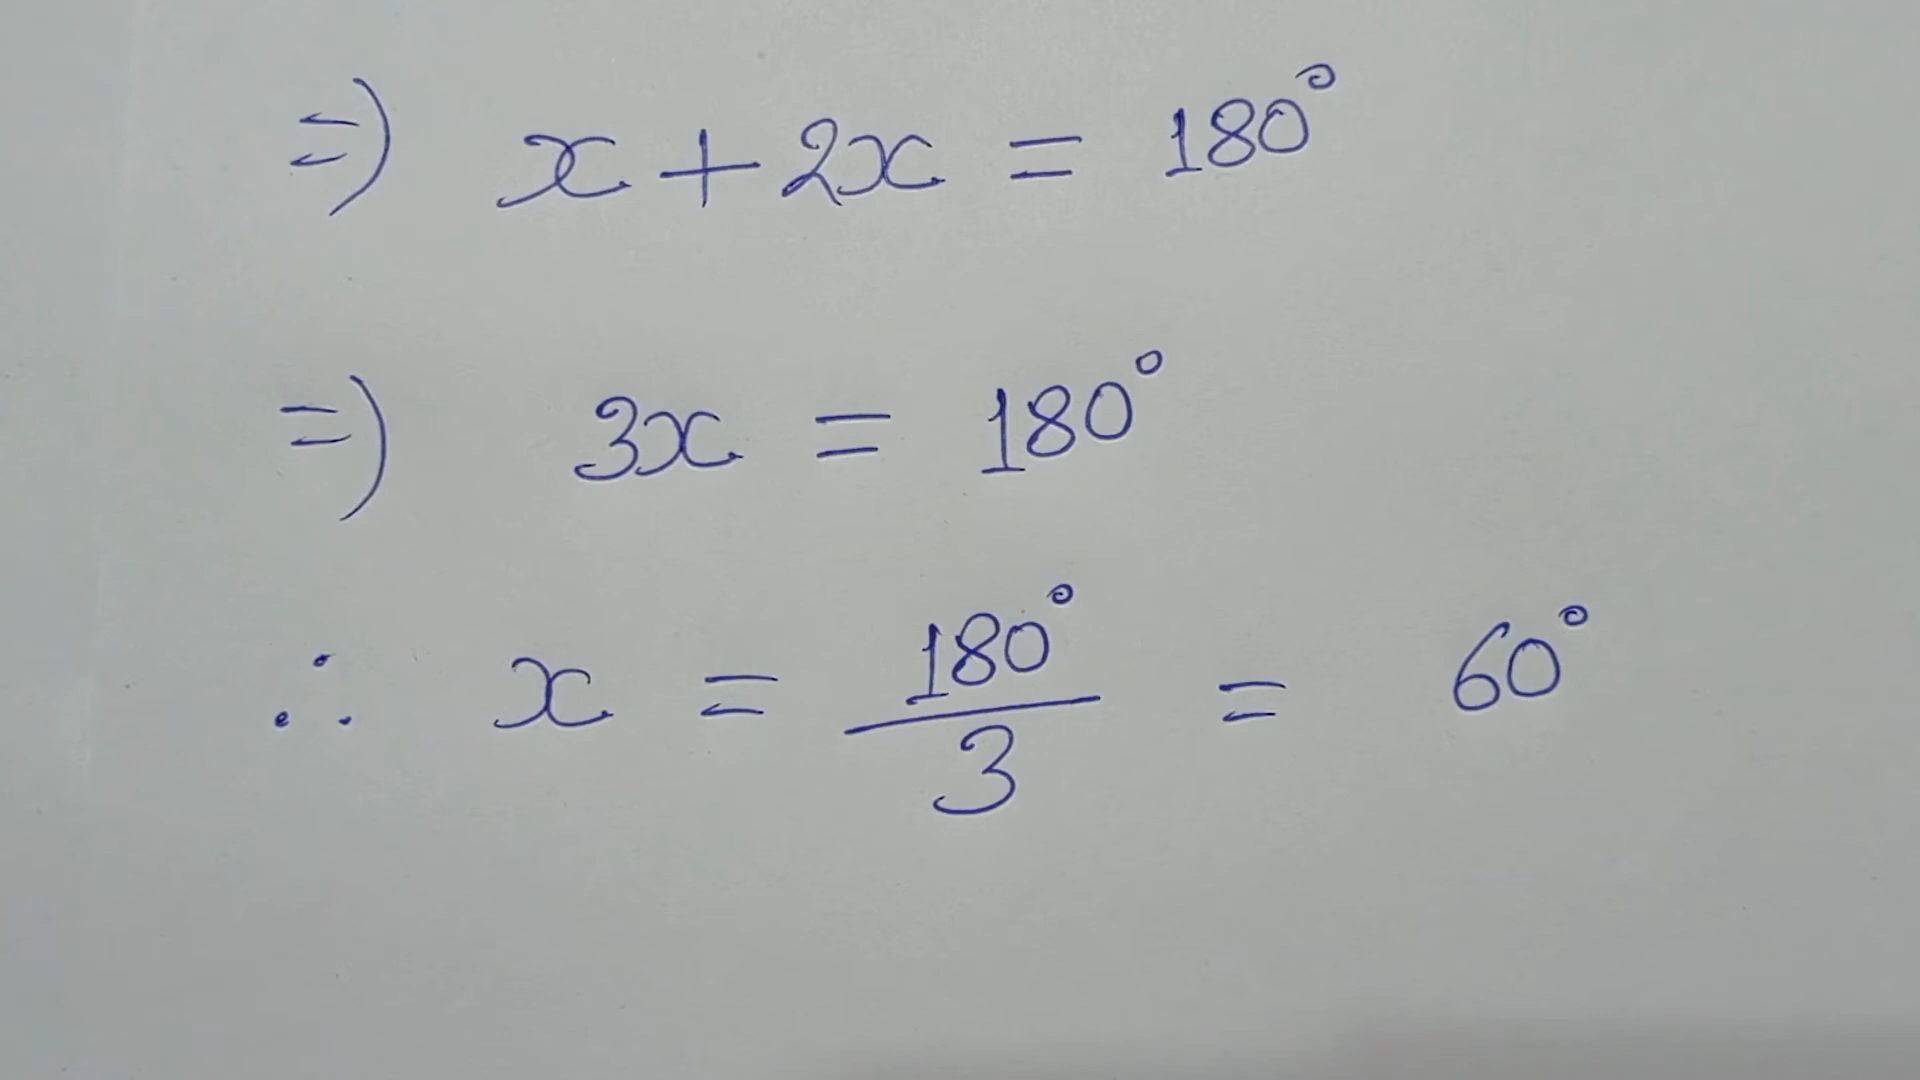 ⇒ x + 2x = 180°
⇒ 3x = 180°
∴ x = 180°/3 = 60°